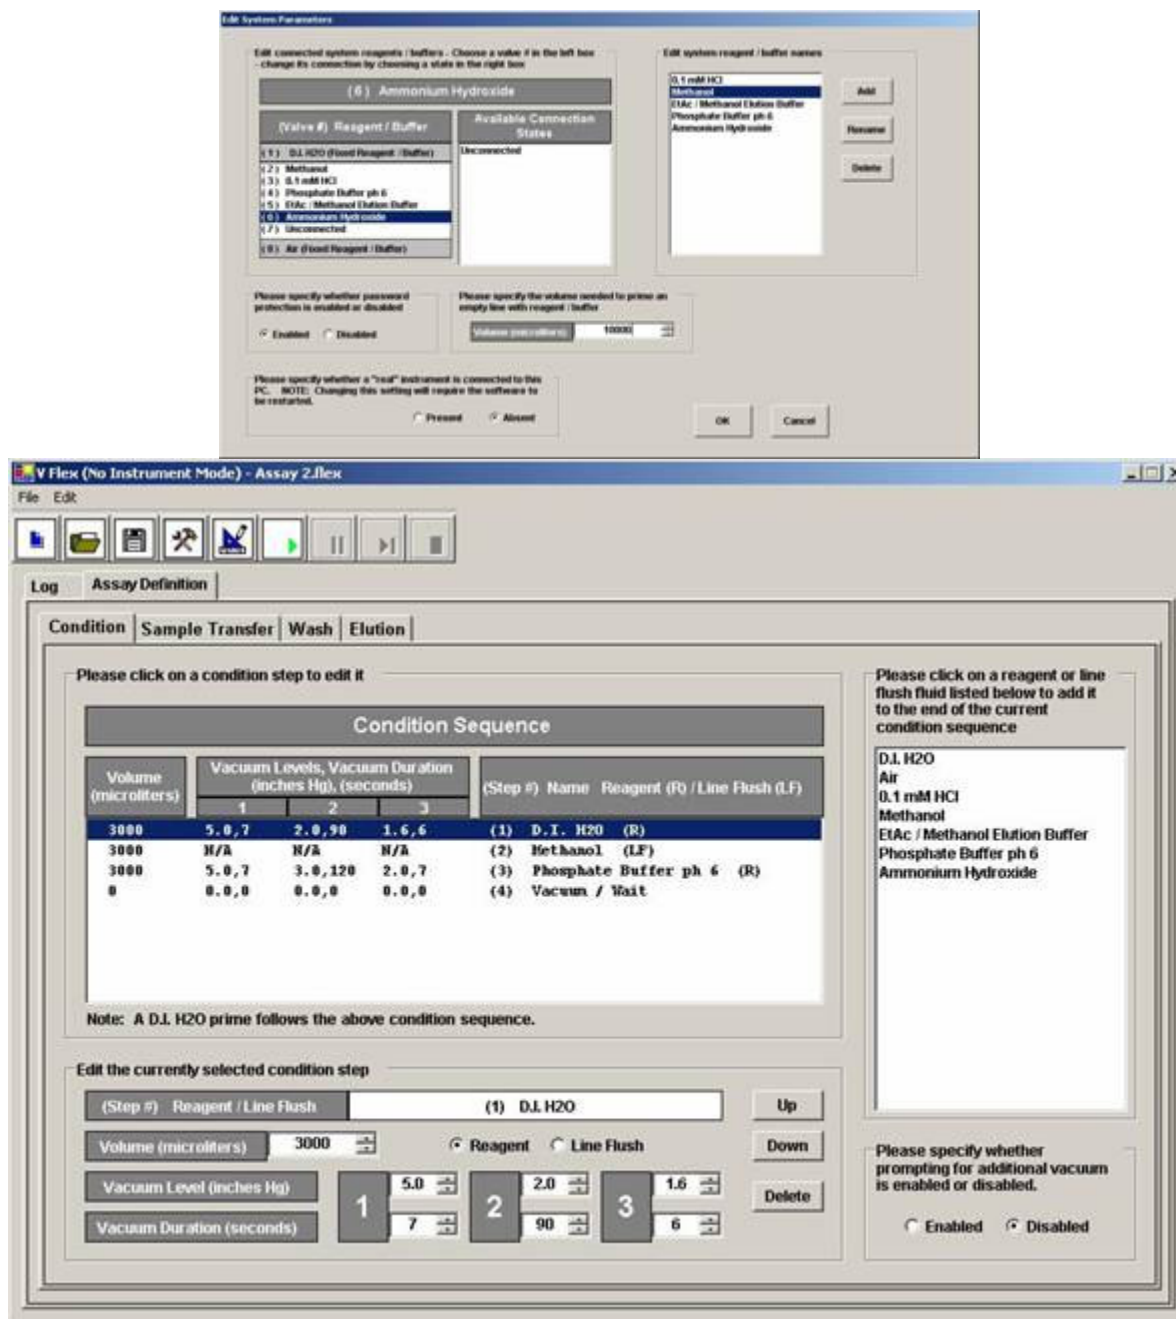 Edit System Parameters
Edit connected system reagents / buffers - Choose a valve # in the left box
- change its connection by choosing a state in the right box
(6) Ammonium Hydroxide
(Valve #) Reagent / Buffer
Available Connection
States
(1) D.I. H2O (Fixed Reagent / Buffer)
(2) Methanol
(3) 0.1 mM HCl
(4) Phosphate Buffer ph 6
(5) EtAc / Methanol Elution Buffer
(6) Ammonium Hydroxide
(7) Unconnected
(8) Air (Fixed Reagent / Buffer)
Unconnected
Edit system reagent / buffer names
0.1 mM HCl
Methanol
EtAc / Methanol Elution Buffer
Phosphate Buffer ph 6
Ammonium Hydroxide
Add
Rename
Delete
Please specify whether password
protection is enabled or disabled
Enabled Disabled
Please specify the volume needed to prime an
empty line with reagent / buffer
Volume (microliters) 10000
Please specify whether a "real" instrument is connected to this
PC. NOTE: Changing this setting will require the software to
be restarted.
Present Absent
OK Cancel
V Flex (No Instrument Mode) - Assay 2.flex
File Edit
Log Assay Definition
Condition Sample Transfer Wash Elution
Please click on a condition step to edit it
Condition Sequence
Volume
(microliters)
Vacuum Levels, Vacuum Duration
(inches Hg), (seconds)
1 2 3
(Step #) Name Reagent (R) / Line Flush (LF)
3000 5.0,7 2.0,90 1.6,6 (1) D.I. H2O (R)
3000 N/A N/A N/A (2) Methanol (LF)
3000 5.0,7 3.0,120 2.0,7 (3) Phosphate Buffer ph 6 (R)
0 0.0,0 0.0,0 0.0,0 (4) Vacuum / Wait
Note: A D.I. H2O prime follows the above condition sequence.
Edit the currently selected condition step
(Step #) Reagent / Line Flush (1) D.I. H2O
Volume (microliters) 3000 Reagent Line Flush
Vacuum Level (inches Hg) 5.0 2.0 1.6
1 2 3
Vacuum Duration (seconds) 7 90 6
Up
Down
Delete
Please click on a reagent or line
flush fluid listed below to add it
to the end of the current
condition sequence
D.I. H2O
Air
0.1 mM HCl
Methanol
EtAc / Methanol Elution Buffer
Phosphate Buffer ph 6
Ammonium Hydroxide
Please specify whether
prompting for additional vacuum
is enabled or disabled.
Enabled Disabled